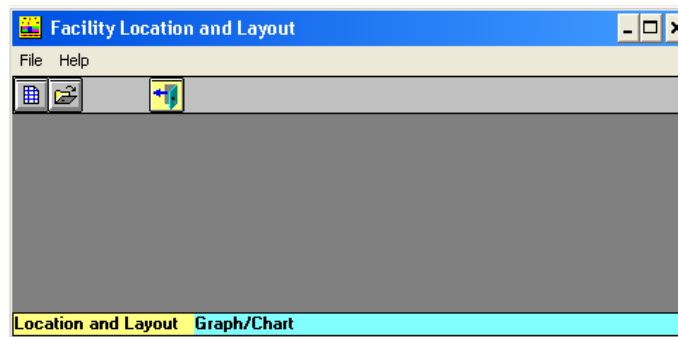 Facility Location and Layout
File Help
Location and Layout Graph/Chart